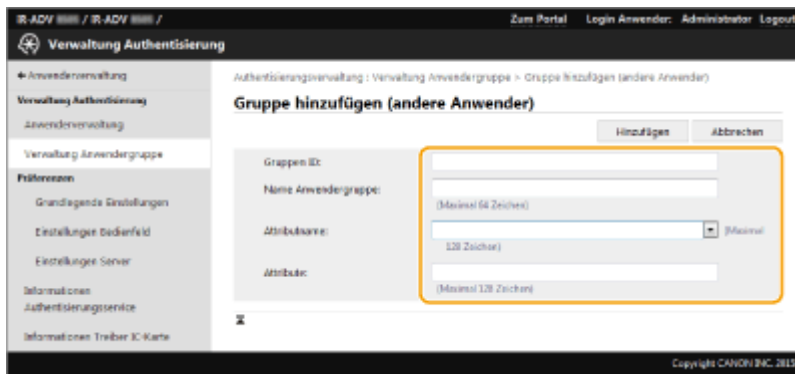 iR-ADV / iR-ADV /
Zum Portal Login Anwender: Administrator Logout
Verwaltung Authentisierung
Anwenderverwaltung
Authentisierungsverwaltung : Verwaltung Anwendergruppe > Gruppe hinzufügen (andere Anwender)
Verwaltung Authentisierung
Anwenderverwaltung
Verwaltung Anwendergruppe
Präferenzen
Grundlegende Einstellungen
Einstellungen Bedienfeld
Einstellungen Server
Informationen
Authentisierungsservice
Informationen Treiber IC-Karte
Gruppe hinzufügen (andere Anwender)
Hinzufügen Abbrechen
Gruppen ID:
Name Anwendergruppe:
(Maximal 64 Zeichen)
Attributname:
(Maximal
128 Zeichen)
Attribute:
(Maximal 128 Zeichen)
Copyright CANON INC.